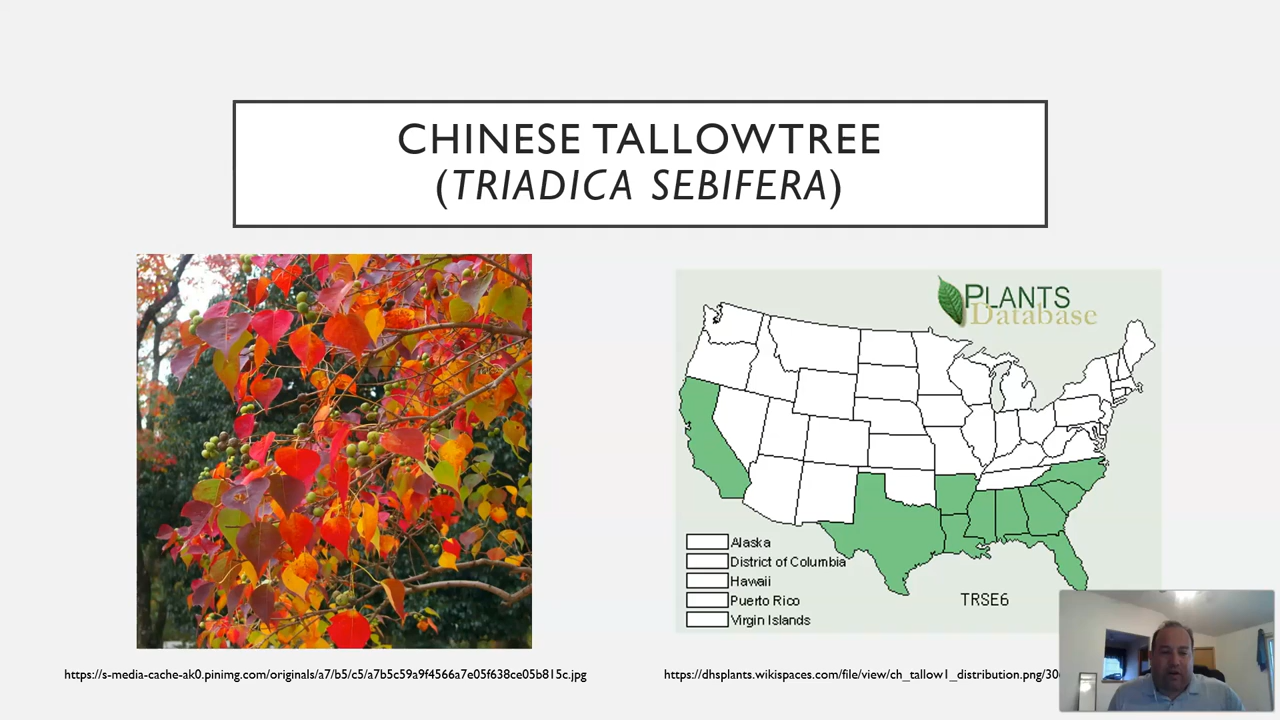 CHINESE TALLOWTREE
(TRIADICA SEBIFERA)
PLANTS
Database
Alaska
District of Columbia
Hawaii
Puerto Rico
Virgin Islands
TRSE6
https://s-media-cache-ak0.pinimg.com/originals/a7/b5/c5/a7b5c59a9f4566a7e05f638ce05b815c.jpg
https://dhsplants.wikispaces.com/file/view/ch_tallow1_distribution.png/30